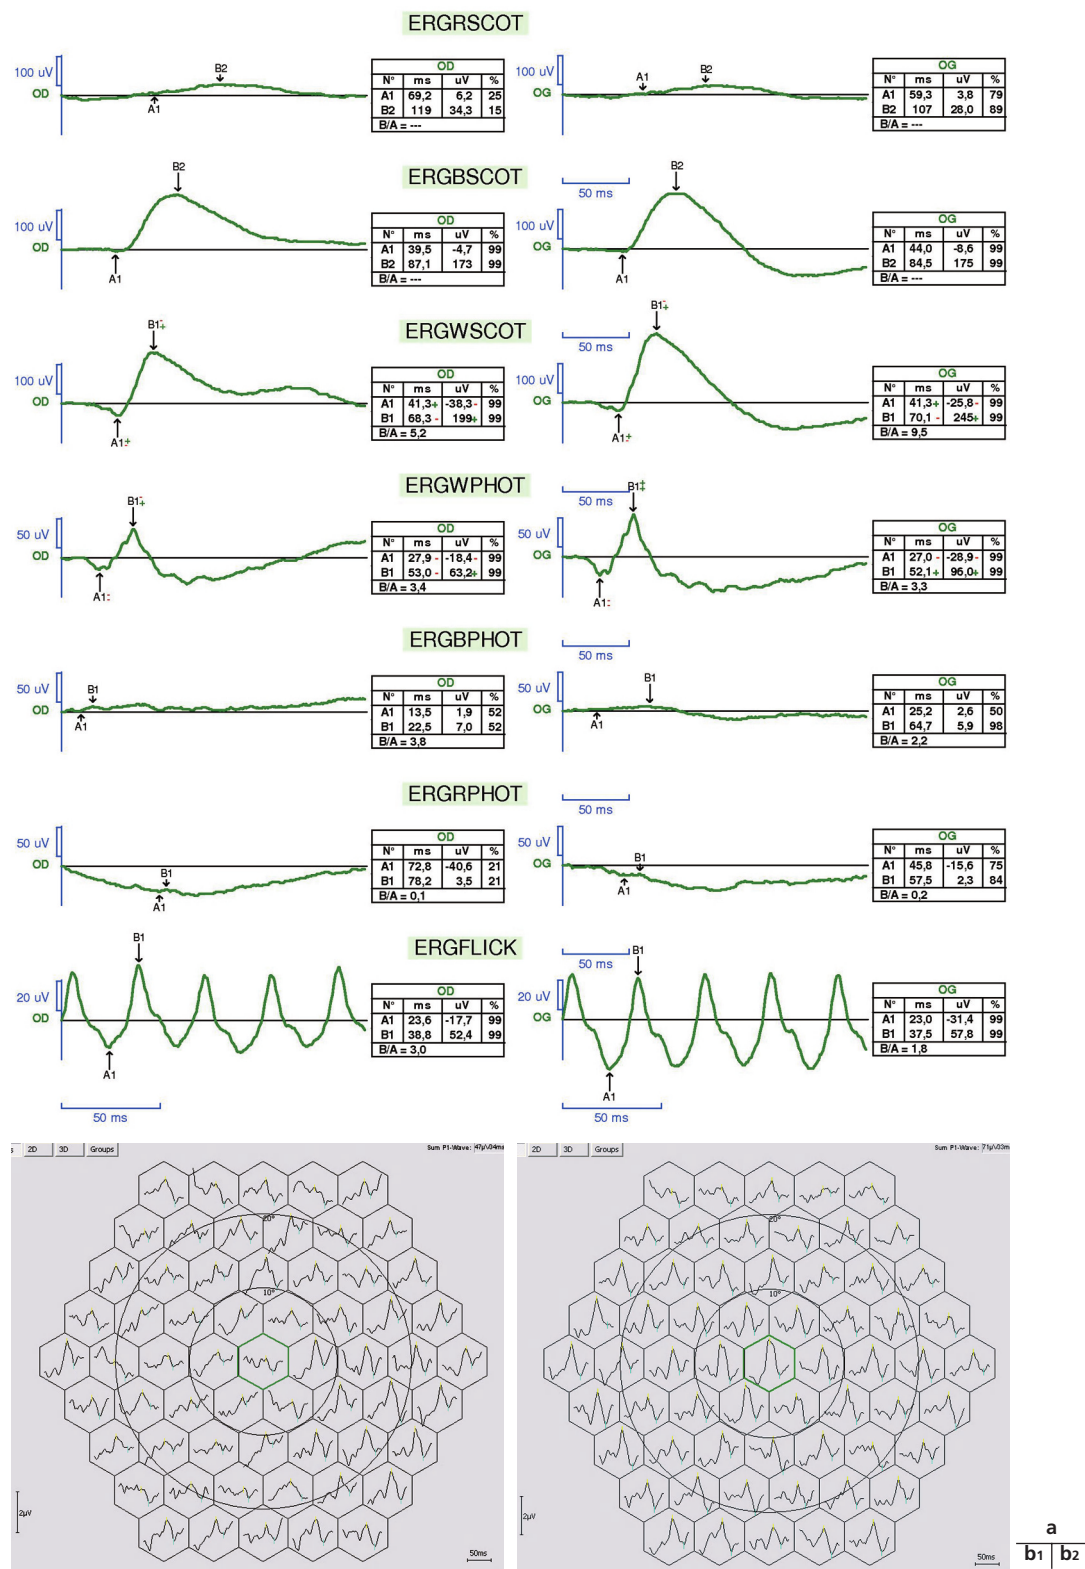 ERGRSCOT
100 uV
OD
B2
A1
OD
N° ms uV %
A1 69,2 6,2 25
B2 119 34,3 15
B/A = ---
100 uV
OG
A1
B2
OG
N° ms uV %
A1 59,3 3,8 79
B2 107 28,0 89
B/A = ---
ERGBSCOT
100 uV
OD
B2
A1
OD
N° ms uV %
A1 39,5 -4,7 99
B2 87,1 173 99
B/A = ---
50 ms
100 uV
OG
B2
A1
OG
N° ms uV %
A1 44,0 -8,6 99
B2 84,5 175 99
B/A = ---
ERGWSCOT
100 uV
OD
B1-+
A1+-
OD
N° ms uV %
A1 41,3+ -38,3- 99
B1 68,3- 199+ 99
B/A = 5,2
50 ms
100 uV
OG
B1-+
A1+-
OG
N° ms uV %
A1 41,3+ -25,8- 99
B1 70,1- 245+ 99
B/A = 9,5
ERGWPHOT
50 uV
OD
B1-+
A1--
OD
N° ms uV %
A1 27,9- -18,4- 99
B1 53,0- 63,2+ 99
B/A = 3,4
50 ms
50 uV
OG
B1++
A1--
OG
N° ms uV %
A1 27,0- -28,9- 99
B1 52,1+ 96,0+ 99
B/A = 3,3
ERGBPHOT
50 uV
OD
B1
A1
OD
N° ms uV %
A1 13,5 1,9 52
B1 22,5 7,0 52
B/A = 3,8
50 ms
50 uV
OG
B1
A1
OG
N° ms uV %
A1 25,2 2,6 50
B1 64,7 5,9 98
B/A = 2,2
ERGRPHOT
50 uV
OD
B1
A1
OD
N° ms uV %
A1 72,8 -40,6 21
B1 78,2 3,5 21
B/A = 0,1
50 ms
50 uV
OG
B1
A1
OG
N° ms uV %
A1 45,8 -15,6 75
B1 57,5 2,3 84
B/A = 0,2
ERGFLICK
20 uV
OD
B1
A1
OD
N° ms uV %
A1 23,6 -17,7 99
B1 38,8 52,4 99
B/A = 3,0
50 ms
50 ms
20 uV
OG
B1
A1
OG
N° ms uV %
A1 23,0 -31,4 99
B1 37,5 57,8 99
B/A = 1,8
50 ms
s 2D 3D Groups Sum P1-Wave: 47µV/34ms
20°
10°
2µV
50ms
2D 3D Groups Sum P1-Wave: 71µV/33ms
20°
10°
2µV
50ms
a
b1 b2